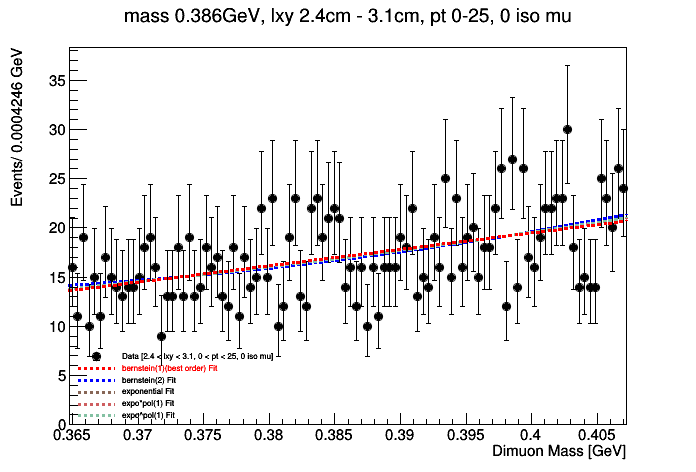 mass 0.386GeV, lxy 2.4cm - 3.1cm, pt 0-25, 0 iso mu
Events/ 0.0004246 GeV
35
30
25
20
15
10
5
0
Data [2.4 < lxy < 3.1, 0 < pt < 25, 0 iso mu]
bernstein(1)(best order) Fit
bernstein(2) Fit
exponential Fit
expo*pol(1) Fit
expo*pol(1) Fit
0.365 0.37 0.375 0.38 0.385 0.39 0.395 0.4 0.405
Dimuon Mass [GeV]